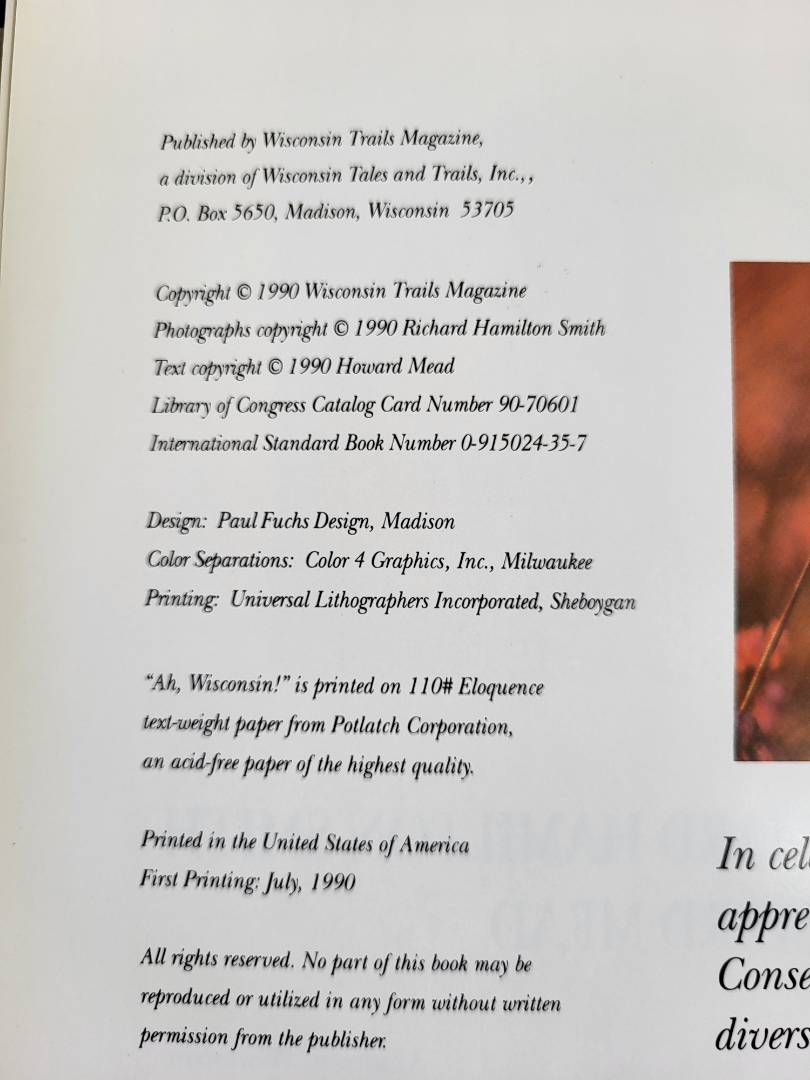 Published by Wisconsin Trails Magazine,
a division of Wisconsin Tales and Trails, Inc.,,
P.O. Box 5650, Madison, Wisconsin 53705
Copyright © 1990 Wisconsin Trails Magazine
Photographs copyright © 1990 Richard Hamilton Smith
Text copyright © 1990 Howard Mead
Library of Congress Catalog Card Number 90-70601
International Standard Book Number 0-915024-35-7
Design: Paul Fuchs Design, Madison
Color Separations: Color 4 Graphics, Inc., Milwaukee
Printing: Universal Lithographers Incorporated, Sheboygan
“Ah, Wisconsin!” is printed on 110# Eloquence
text-weight paper from Potlatch Corporation,
an acid-free paper of the highest quality.
Printed in the United States of America
First Printing: July, 1990
All rights reserved. No part of this book may be
reproduced or utilized in any form without written
permission from the publisher.
In cel
appre
Conse
divers